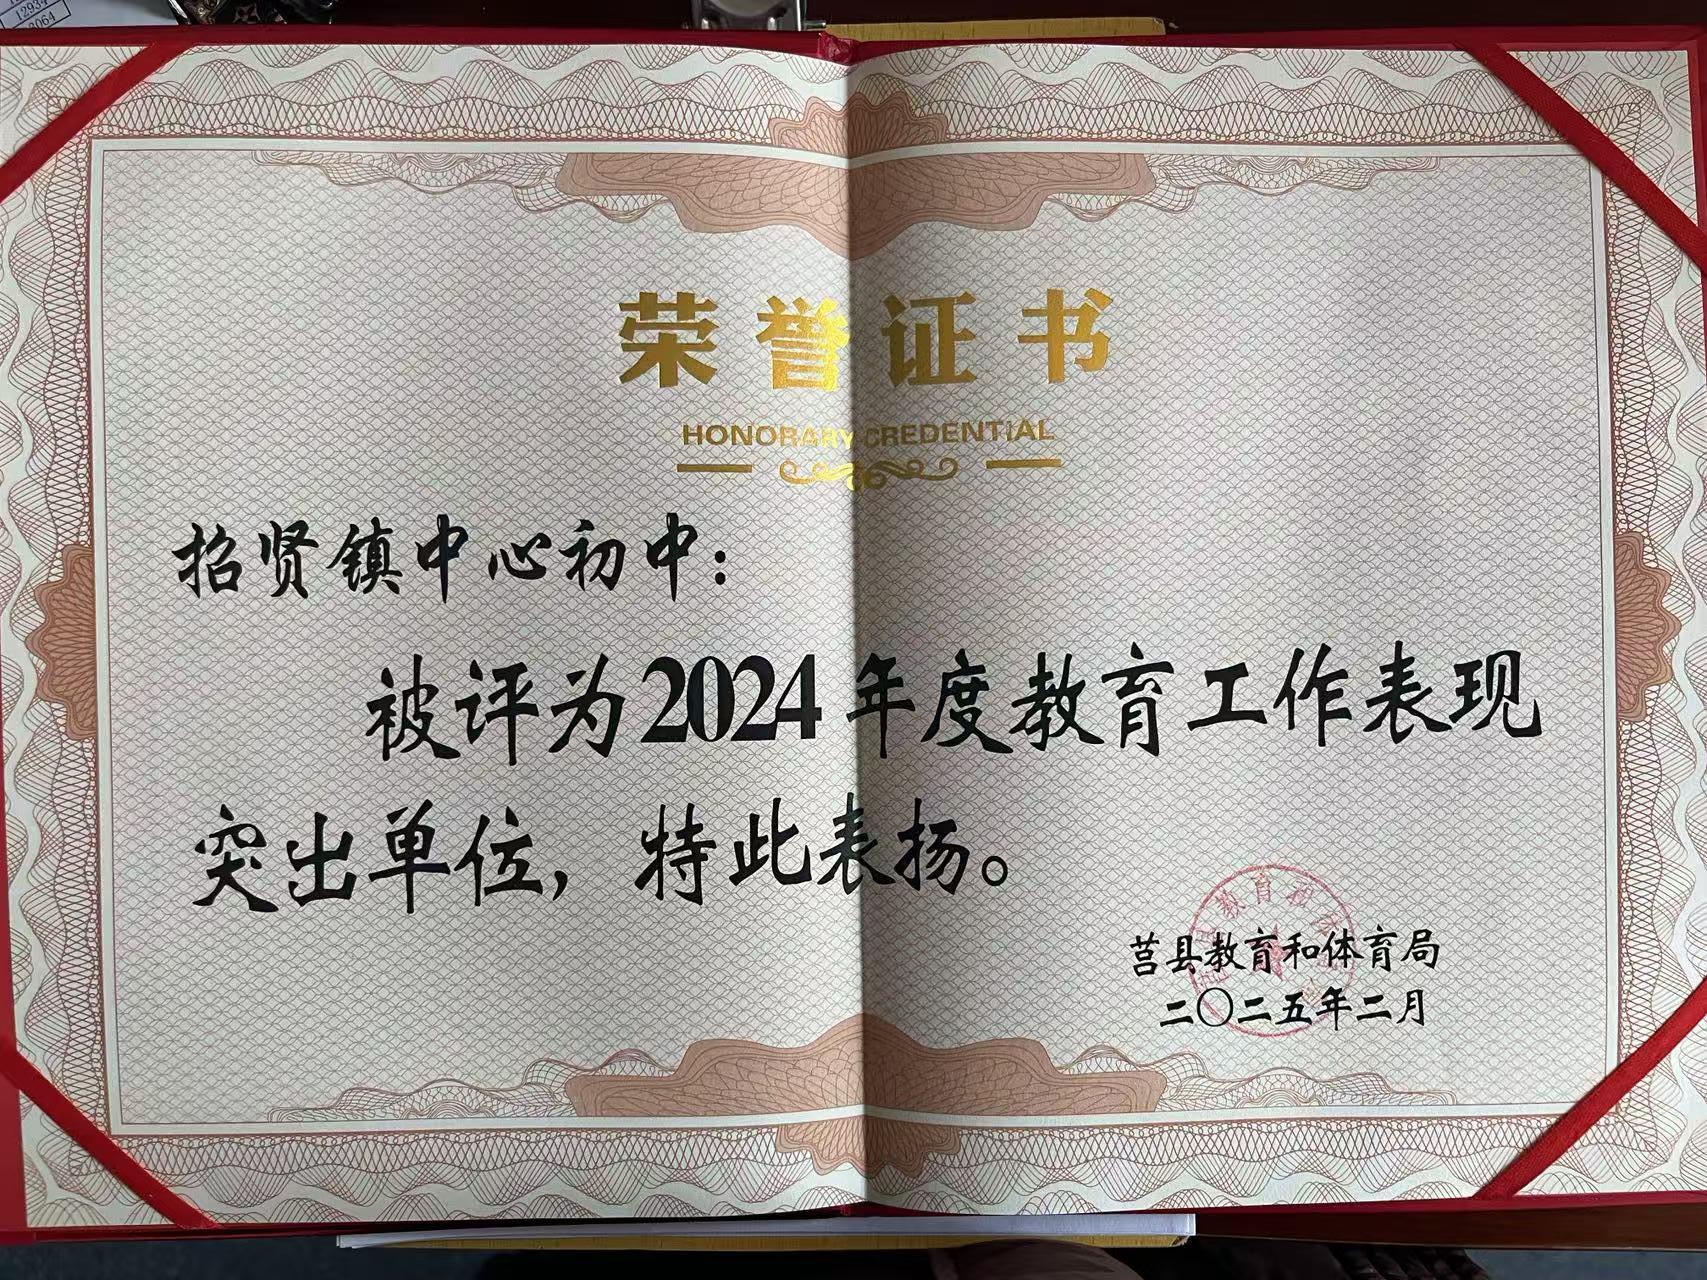 12934
3064
荣誉证书
HONORARY CREDENTIAL
招贤镇中心初中：
被评为2024年度教育工作表现
突出单位，特此表扬。
莒县教育和体育局
二〇二五年二月